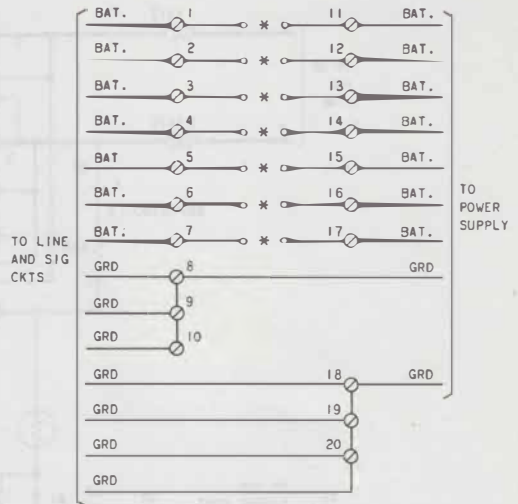 BAT. 1 * 11 BAT.
BAT. 2 * 12 BAT.
BAT. 3 * 13 BAT.
BAT. 4 * 14 BAT.
BAT 5 * 15 BAT.
BAT. 6 * 16 BAT.
BAT. 7 * 17 BAT.
TO LINE
AND SIG
CKTS
TO
POWER
SUPPLY
GRD 8 GRD
GRD 9
GRD 10
GRD 18 GRD
GRD 19
GRD 20
GRD